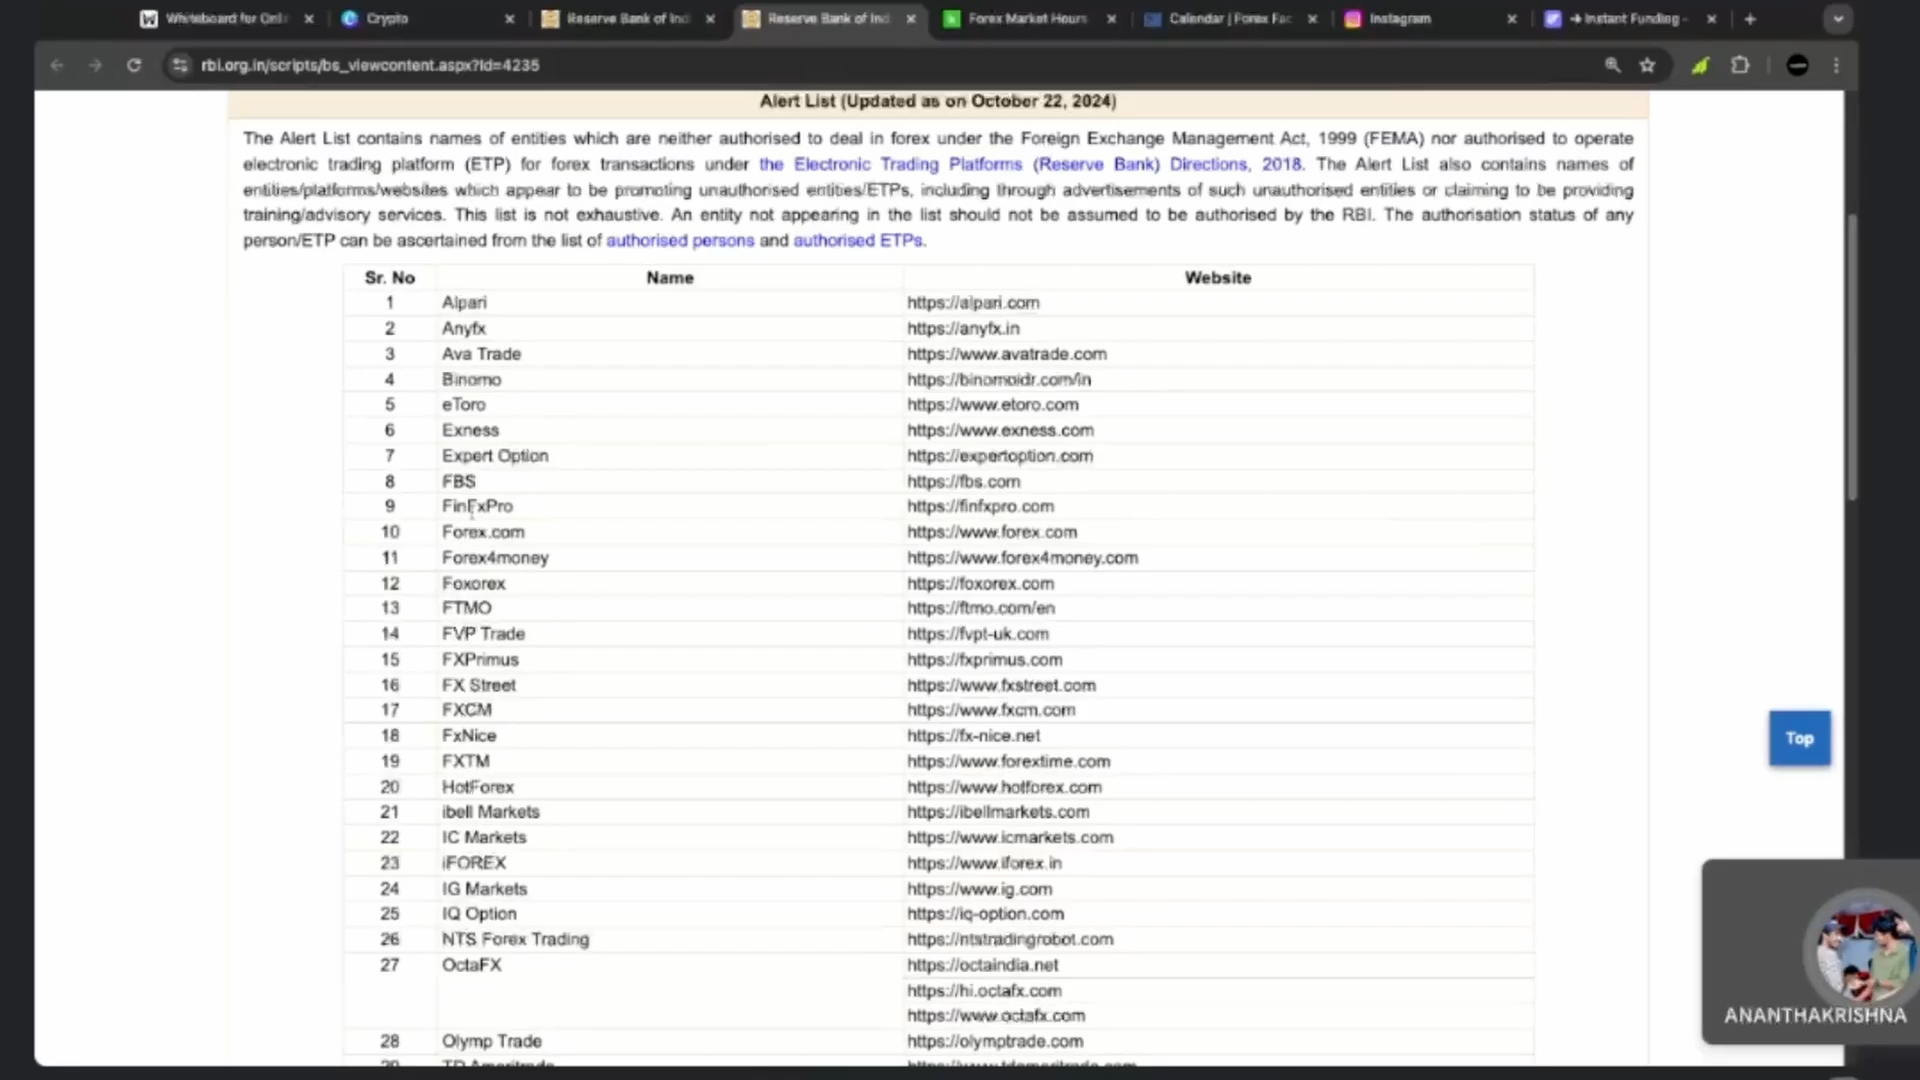 Whiteboard for Onli
Crypto
Reserve Bank of Ind
Reserve Bank of Ind
Forex Market Hours
Calendar | Forex Fac
Instagram
Instant Funding -
rbi.org.in/scripts/bs_viewcontent.aspx?Id=4235
Alert List (Updated as on October 22, 2024)
The Alert List contains names of entities which are neither authorised to deal in forex under the Foreign Exchange Management Act, 1999 (FEMA) nor authorised to operate
electronic trading platform (ETP) for forex transactions under the Electronic Trading Platforms (Reserve Bank) Directions, 2018. The Alert List also contains names of
entities/platforms/websites which appear to be promoting unauthorised entities/ETPs, including through advertisements of such unauthorised entities or claiming to be providing
training/advisory services. This list is not exhaustive. An entity not appearing in the list should not be assumed to be authorised by the RBI. The authorisation status of any
person/ETP can be ascertained from the list of authorised persons and authorised ETPs.
Sr. No Name Website
1 Alpari https://alpari.com
2 Anyfx https://anyfx.in
3 Ava Trade https://www.avatrade.com
4 Binomo https://binomoidr.com/in
5 eToro https://www.etoro.com
6 Exness https://www.exness.com
7 Expert Option https://expertoption.com
8 FBS https://fbs.com
9 FinFxPro https://finfxpro.com
10 Forex.com https://www.forex.com
11 Forex4money https://www.forex4money.com
12 Foxorex https://foxorex.com
13 FTMO https://ftmo.com/en
14 FVP Trade https://fvpt-uk.com
15 FXPrimus https://fxprimus.com
16 FX Street https://www.fxstreet.com
17 FXCM https://www.fxcm.com
18 FxNice https://fx-nice.net
19 FXTM https://www.forextime.com
20 HotForex https://www.hotforex.com
21 ibell Markets https://ibellmarkets.com
22 IC Markets https://www.icmarkets.com
23 iFOREX https://www.iforex.in
24 IG Markets https://www.ig.com
25 IQ Option https://iq-option.com
26 NTS Forex Trading https://ntstradingrobot.com
27 OctaFX https://octaindia.net
https://hi.octafx.com
https://www.octafx.com
28 Olymp Trade https://olymptrade.com
Top
ANANTHAKRISHNA